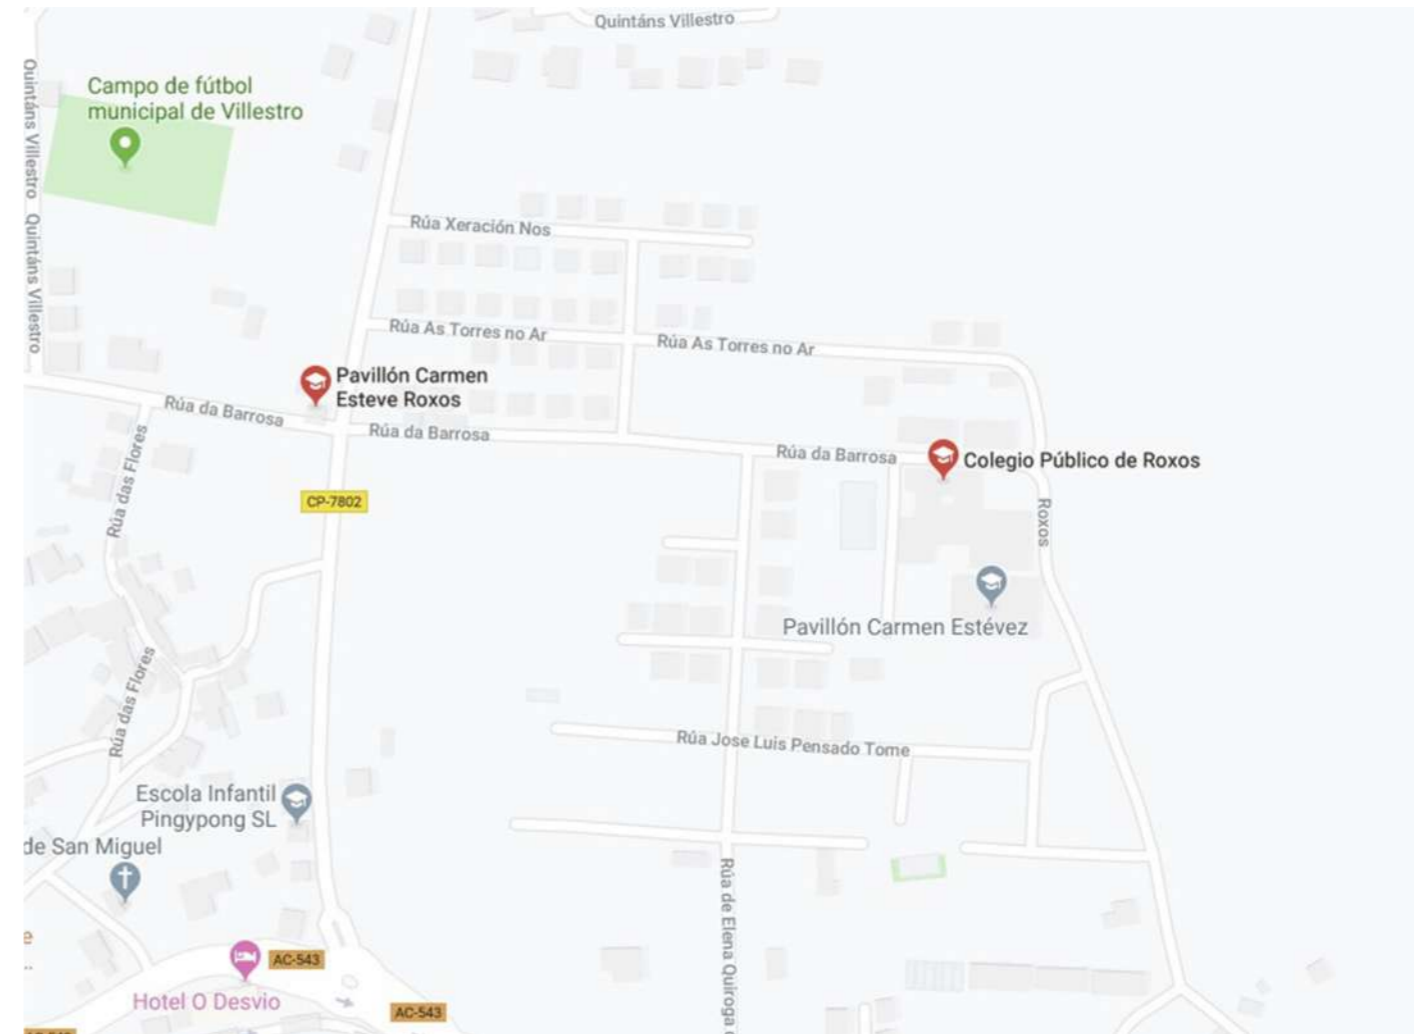 Quintáns Villestro
Quintáns Villestro
Quintáns Villestro
Campo de fútbol
municipal de Villestro
Rúa Xeración Nos
Rúa As Torres no Ar
Rúa As Torres no Ar
Pavillón Carmen
Esteve Roxos
Rúa da Barrosa
Rúa da Barrosa
Rúa da Barrosa
Colegio Público de Roxos
Rúa das Flores
CP-7802
Roxos
Pavillón Carmen Estévez
Rúa das Flores
Rúa Jose Luis Pensado Tome
Escola Infantil
Pingypong SL
de San Miguel
Rúa de Elena Quiroga
AC-543
Hotel O Desvio
AC-543